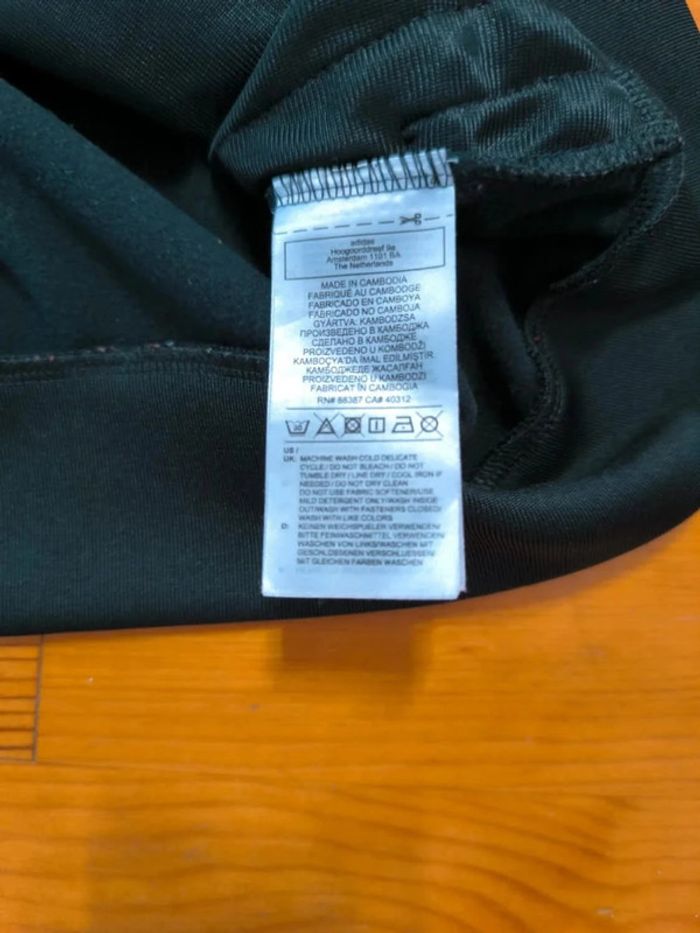 adidas
Hoogoorddreef 9a
Amsterdam 1101 BA
The Netherlands
MADE IN CAMBODIA
FABRIQUÉ AU CAMBODGE
FABRICADO EN CAMBOYA
FABRICADO NO CAMBOJA
GYÁRTVA: KAMBODZSA
ПРОИЗВЕДЕНО В КАМБОДЖА
СДЕЛАНО В КАМБОДЖЕ
PROIZVEDENO U KOMBODŽI
KAMBOÇYA'DA İMAL EDİLMİŞTİR.
КАМБОДЖЕДЕ ЖАСАЛҒАН
PROIZVEDENO U KAMBODŽI
FABRICAT ÎN CAMBOGIA
RN# 88387 CA# 40312
30
US /
UK: MACHINE WASH COLD DELICATE
CYCLE / DO NOT BLEACH / DO NOT
TUMBLE DRY / LINE DRY / COOL IRON IF
NEEDED / DO NOT DRY CLEAN
DO NOT USE FABRIC SOFTENER/USE
MILD DETERGENT ONLY/WASH INSIDE
OUT/WASH WITH FASTENERS CLOSED/
WASH WITH LIKE COLORS
D: KEINEN WEICHSPUELER VERWENDEN/
BITTE FEINWASCHMITTEL VERWENDEN/
WASCHEN VON LINKS/WASCHEN MIT
GESCHLOSSENEN VERSCHLUESSEN/
MIT GLEICHEN FARBEN WASCHEN